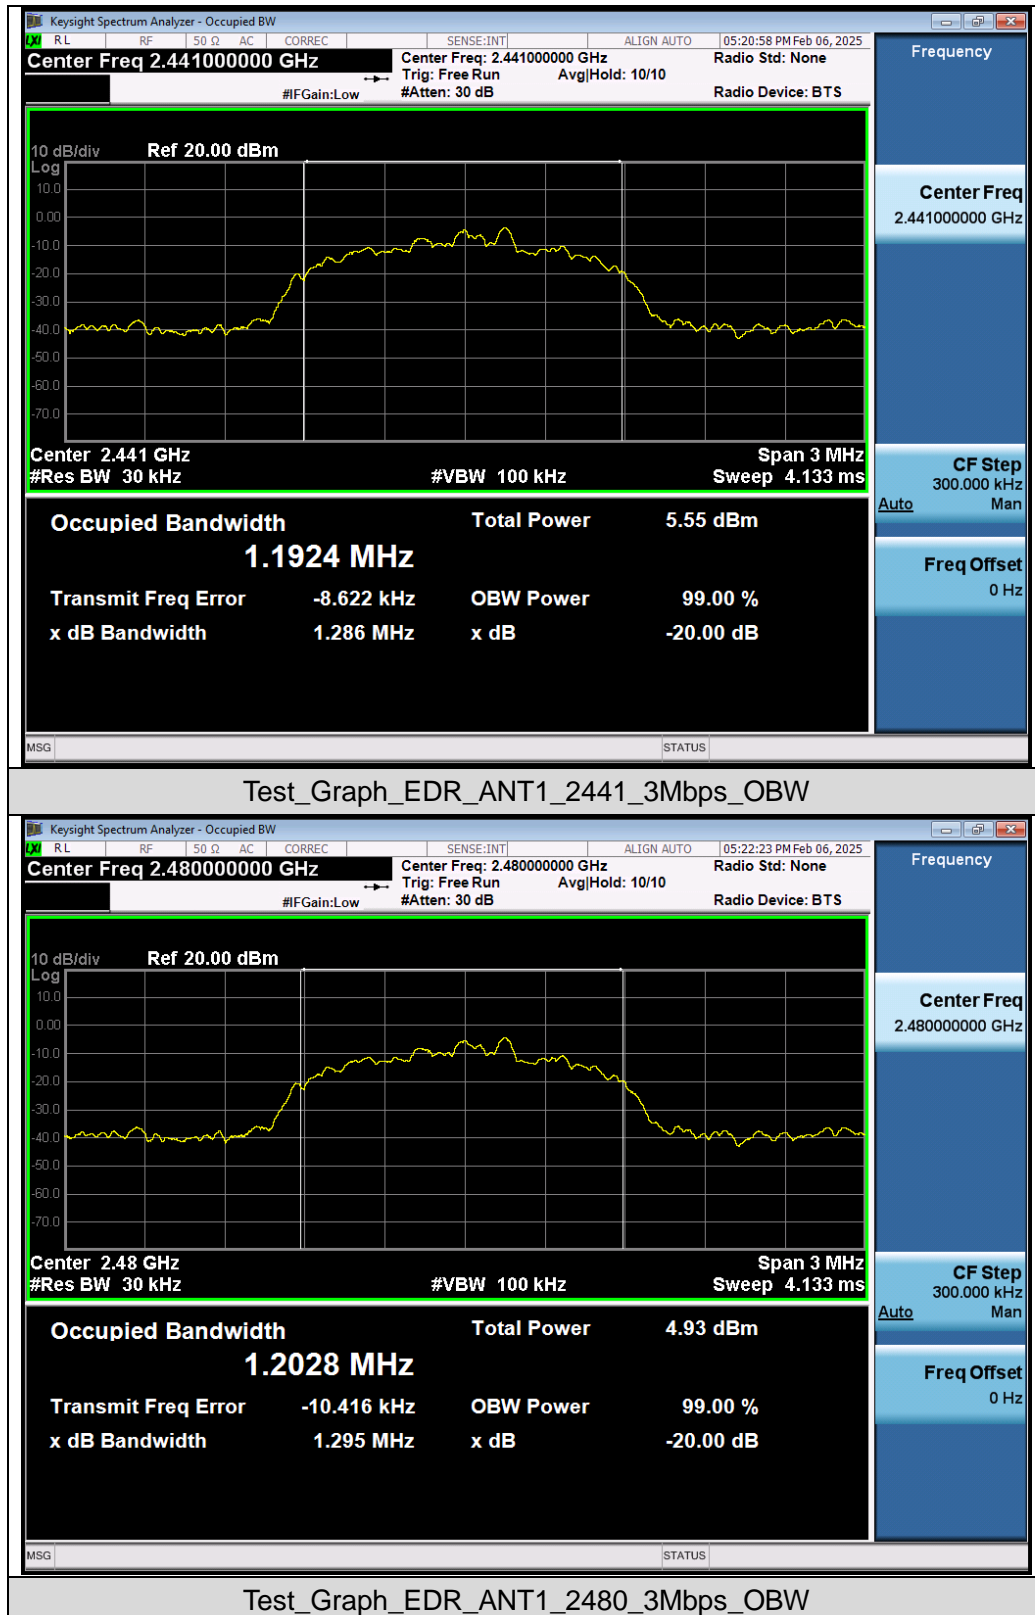 Keysight Spectrum Analyzer - Occupied BW
LXI RL RF 50 Ω AC CORREC SENSE:INT ALIGN AUTO 05:20:58 PM Feb 06, 2025
Center Freq 2.441000000 GHz
#IFGain:Low
Center Freq: 2.441000000 GHz
Trig: Free Run Avg|Hold: 10/10
#Atten: 30 dB
Radio Std: None
Radio Device: BTS
Frequency
10 dB/div Ref 20.00 dBm
Log
10.0
0.00
-10.0
-20.0
-30.0
-40.0
-50.0
-60.0
-70.0
Center 2.441 GHz Span 3 MHz
#Res BW 30 kHz #VBW 100 kHz Sweep 4.133 ms
Center Freq
2.441000000 GHz
CF Step
300.000 kHz
Auto Man
Freq Offset
0 Hz
Occupied Bandwidth Total Power 5.55 dBm
1.1924 MHz
Transmit Freq Error -8.622 kHz OBW Power 99.00 %
x dB Bandwidth 1.286 MHz x dB -20.00 dB
MSG STATUS
Test_Graph_EDR_ANT1_2441_3Mbps_OBW
Keysight Spectrum Analyzer - Occupied BW
LXI RL RF 50 Ω AC CORREC SENSE:INT ALIGN AUTO 05:22:23 PM Feb 06, 2025
Center Freq 2.480000000 GHz
#IFGain:Low
Center Freq: 2.480000000 GHz
Trig: Free Run Avg|Hold: 10/10
#Atten: 30 dB
Radio Std: None
Radio Device: BTS
Frequency
10 dB/div Ref 20.00 dBm
Log
10.0
0.00
-10.0
-20.0
-30.0
-40.0
-50.0
-60.0
-70.0
Center 2.48 GHz Span 3 MHz
#Res BW 30 kHz #VBW 100 kHz Sweep 4.133 ms
Center Freq
2.480000000 GHz
CF Step
300.000 kHz
Auto Man
Freq Offset
0 Hz
Occupied Bandwidth Total Power 4.93 dBm
1.2028 MHz
Transmit Freq Error -10.416 kHz OBW Power 99.00 %
x dB Bandwidth 1.295 MHz x dB -20.00 dB
MSG STATUS
Test_Graph_EDR_ANT1_2480_3Mbps_OBW